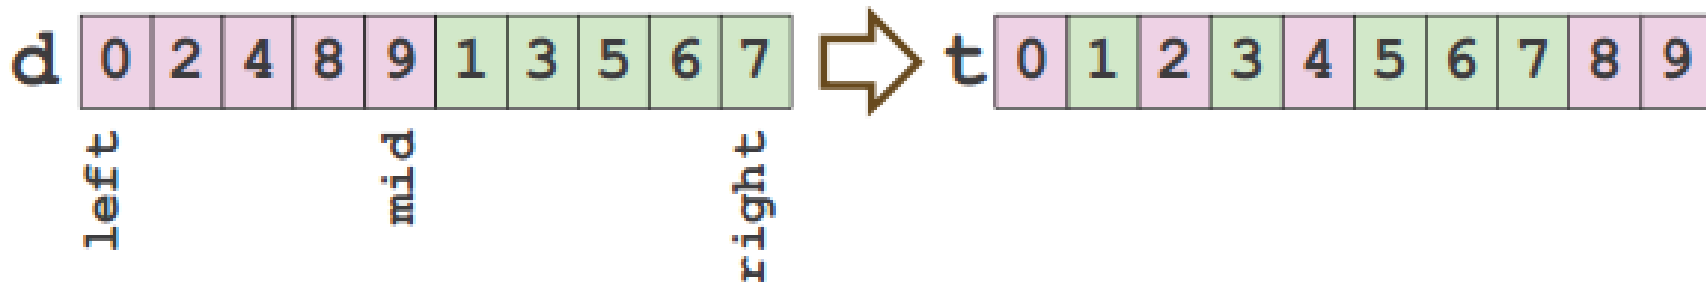 d 0 2 4 8 9 1 3 5 6 7 t 0 1 2 3 4 5 6 7 8 9
left mid right